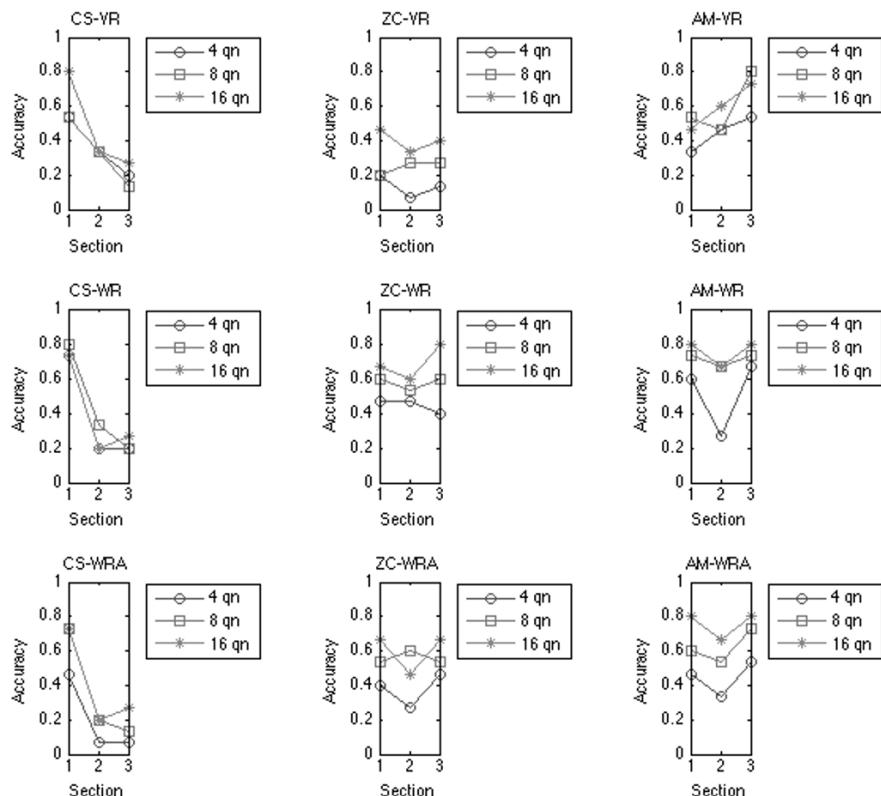 CS-VR
1
0.8
0.6
0.4
0.2
0
Accuracy
1 2 3
Section
4 qn
8 qn
16 qn
ZC-VR
1
0.8
0.6
0.4
0.2
0
Accuracy
1 2 3
Section
4 qn
8 qn
16 qn
AM-VR
1
0.8
0.6
0.4
0.2
0
Accuracy
1 2 3
Section
4 qn
8 qn
16 qn
CS-WR
1
0.8
0.6
0.4
0.2
0
Accuracy
1 2 3
Section
4 qn
8 qn
16 qn
ZC-WR
1
0.8
0.6
0.4
0.2
0
Accuracy
1 2 3
Section
4 qn
8 qn
16 qn
AM-WR
1
0.8
0.6
0.4
0.2
0
Accuracy
1 2 3
Section
4 qn
8 qn
16 qn
CS-WRA
1
0.8
0.6
0.4
0.2
0
Accuracy
1 2 3
Section
4 qn
8 qn
16 qn
ZC-WRA
1
0.8
0.6
0.4
0.2
0
Accuracy
1 2 3
Section
4 qn
8 qn
16 qn
AM-WRA
1
0.8
0.6
0.4
0.2
0
Accuracy
1 2 3
Section
4 qn
8 qn
16 qn